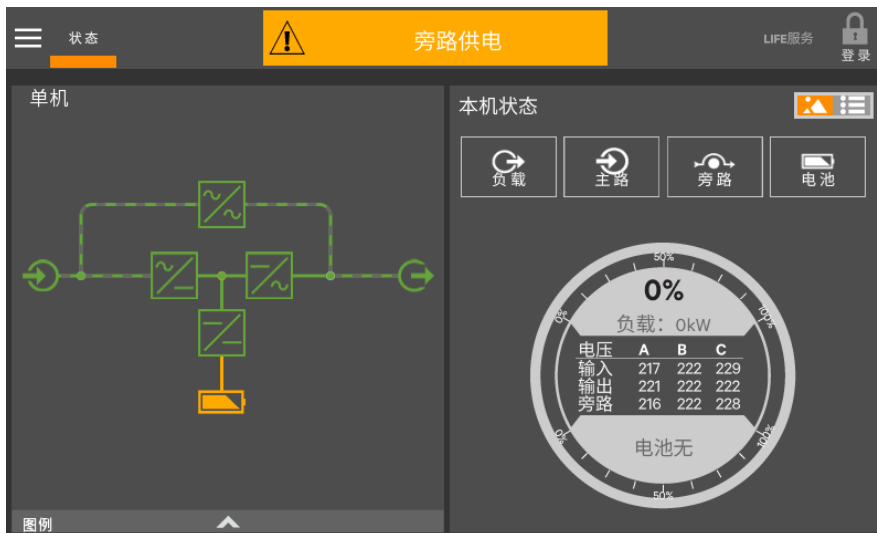 状态
旁路供电
LIFE服务
登录
单机
本机状态
负载
主路
旁路
电池
50%
0%
100%
0%
负载: 0kW
电压 A B C
输入 217 222 229
输出 221 222 222
旁路 216 222 228
电池无
0%
100%
50%
图例